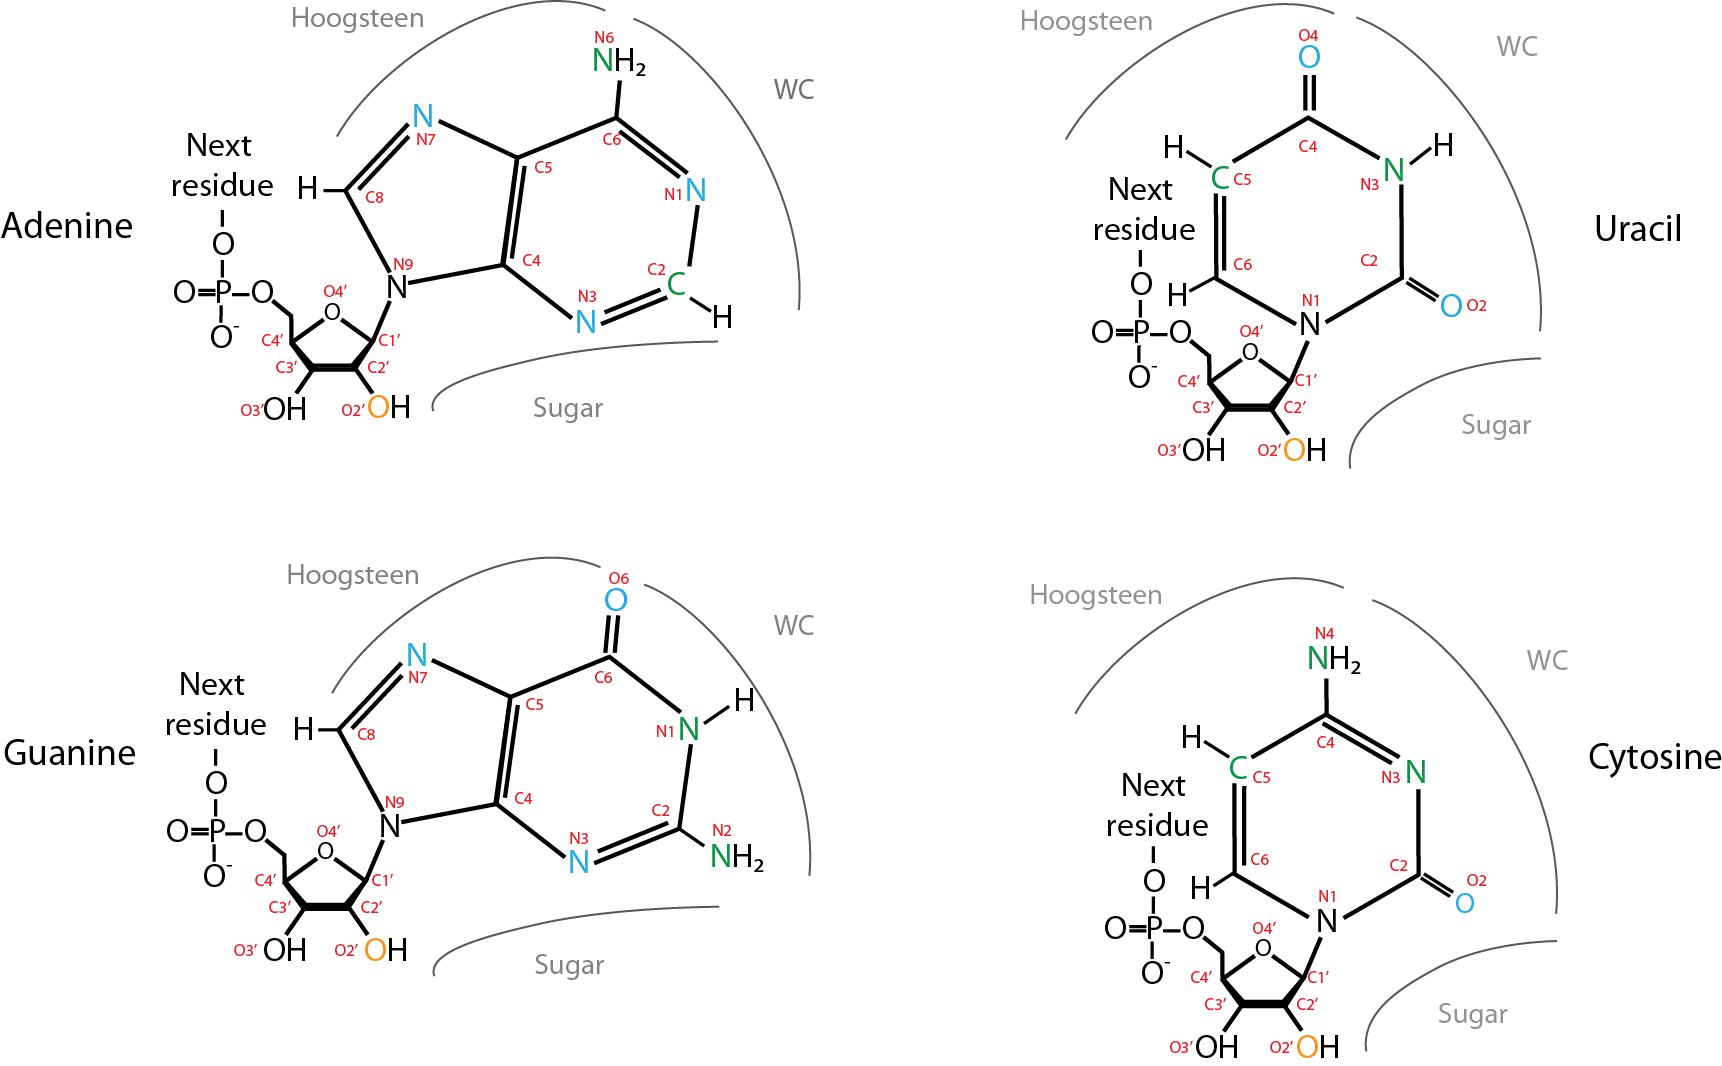 Hoogsteen
N6
NH2
WC
N
N7
C6
Next
residue
C5
N1 N
H
C8
Adenine
O
N9
C4
C2 C
N
O=P-O
O4'
N3
N
H
O-
C4'
C1'
C3'
C2'
O3' OH
O2' OH
Sugar
Hoogsteen
O4
O
WC
H
C4
H
N3 N
C C5
Next
residue
Uracil
C6
C2
O
H
N1
N
O O2
O=P-O
O4'
O
O-
C4'
C1'
C3'
C2'
O3' OH
O2' OH
Sugar
Hoogsteen
O6
O
WC
N
N7
C6
Next
residue
C5
H
N1 N
H
C8
Guanine
O
N9
N
C4
C2
N2
NH2
O=P-O
O4'
O
N3
N
O-
C4'
C1'
C3'
C2'
O3' OH
O2' OH
Sugar
Hoogsteen
N4
NH2
WC
H
C4
C C5
N3 N
Cytosine
Next
residue
C6
C2
O2
O
H
O
N1
N
O=P-O
O4'
O
O-
C4'
C1'
C3'
C2'
O3' OH
O2' OH
Sugar